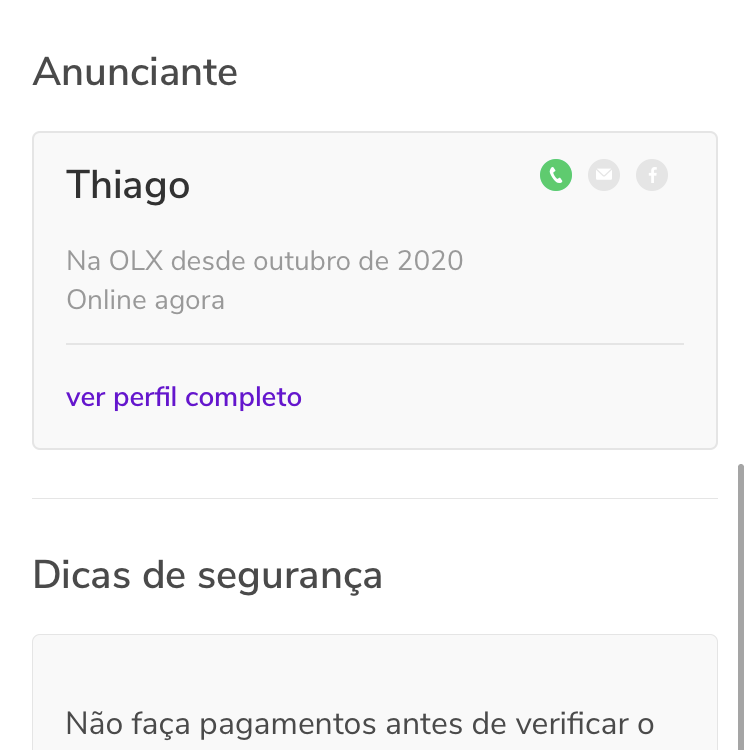 Anunciante
Thiago
Na OLX desde outubro de 2020
Online agora
ver perfil completo
Dicas de segurança
Não faça pagamentos antes de verificar o